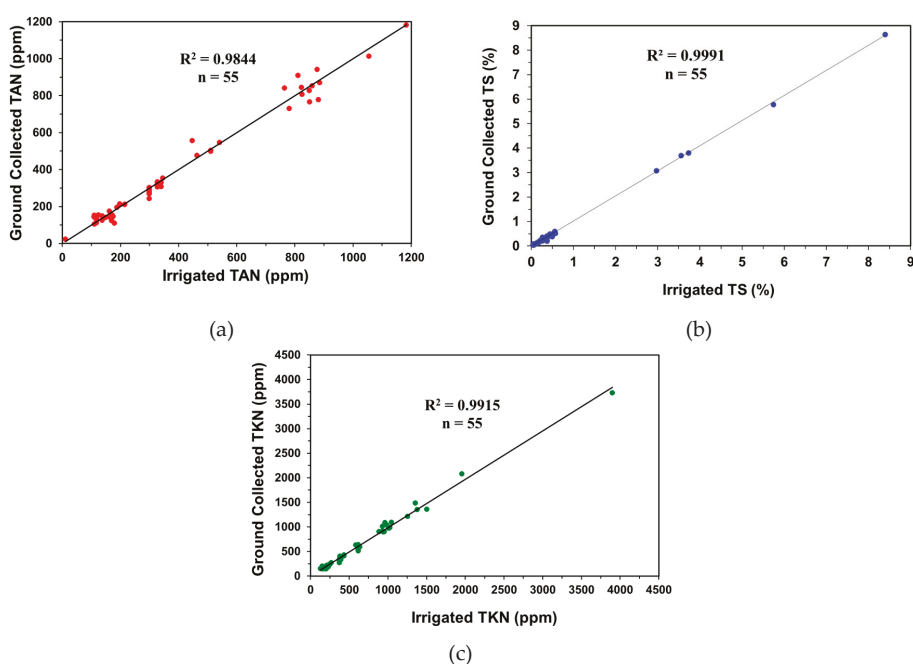 Ground Collected TAN (ppm)
1200
1000
800
600
400
200
0
R² = 0.9844
n = 55
0 200 400 600 800 1000 1200
Irrigated TAN (ppm)
(a)
Ground Collected TS (%)
9
8
7
6
5
4
3
2
1
0
R² = 0.9991
n = 55
0 1 2 3 4 5 6 7 8 9
Irrigated TS (%)
(b)
Ground Collected TKN (ppm)
4500
4000
3500
3000
2500
2000
1500
1000
500
0
R² = 0.9915
n = 55
0 500 1000 1500 2000 2500 3000 3500 4000 4500
Irrigated TKN (ppm)
(c)